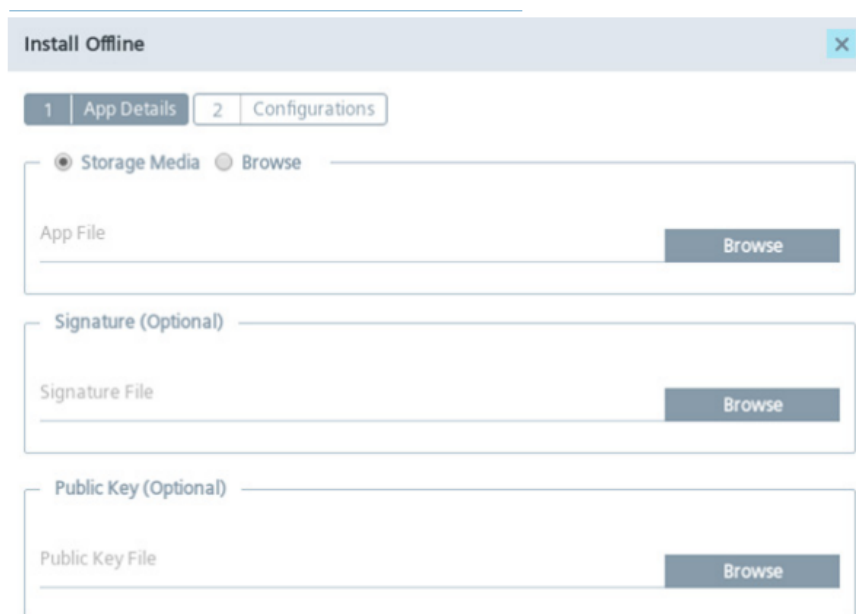 Install Offline
1 App Details 2 Configurations
Storage Media Browse
App File
Browse
Signature (Optional)
Signature File
Browse
Public Key (Optional)
Public Key File
Browse